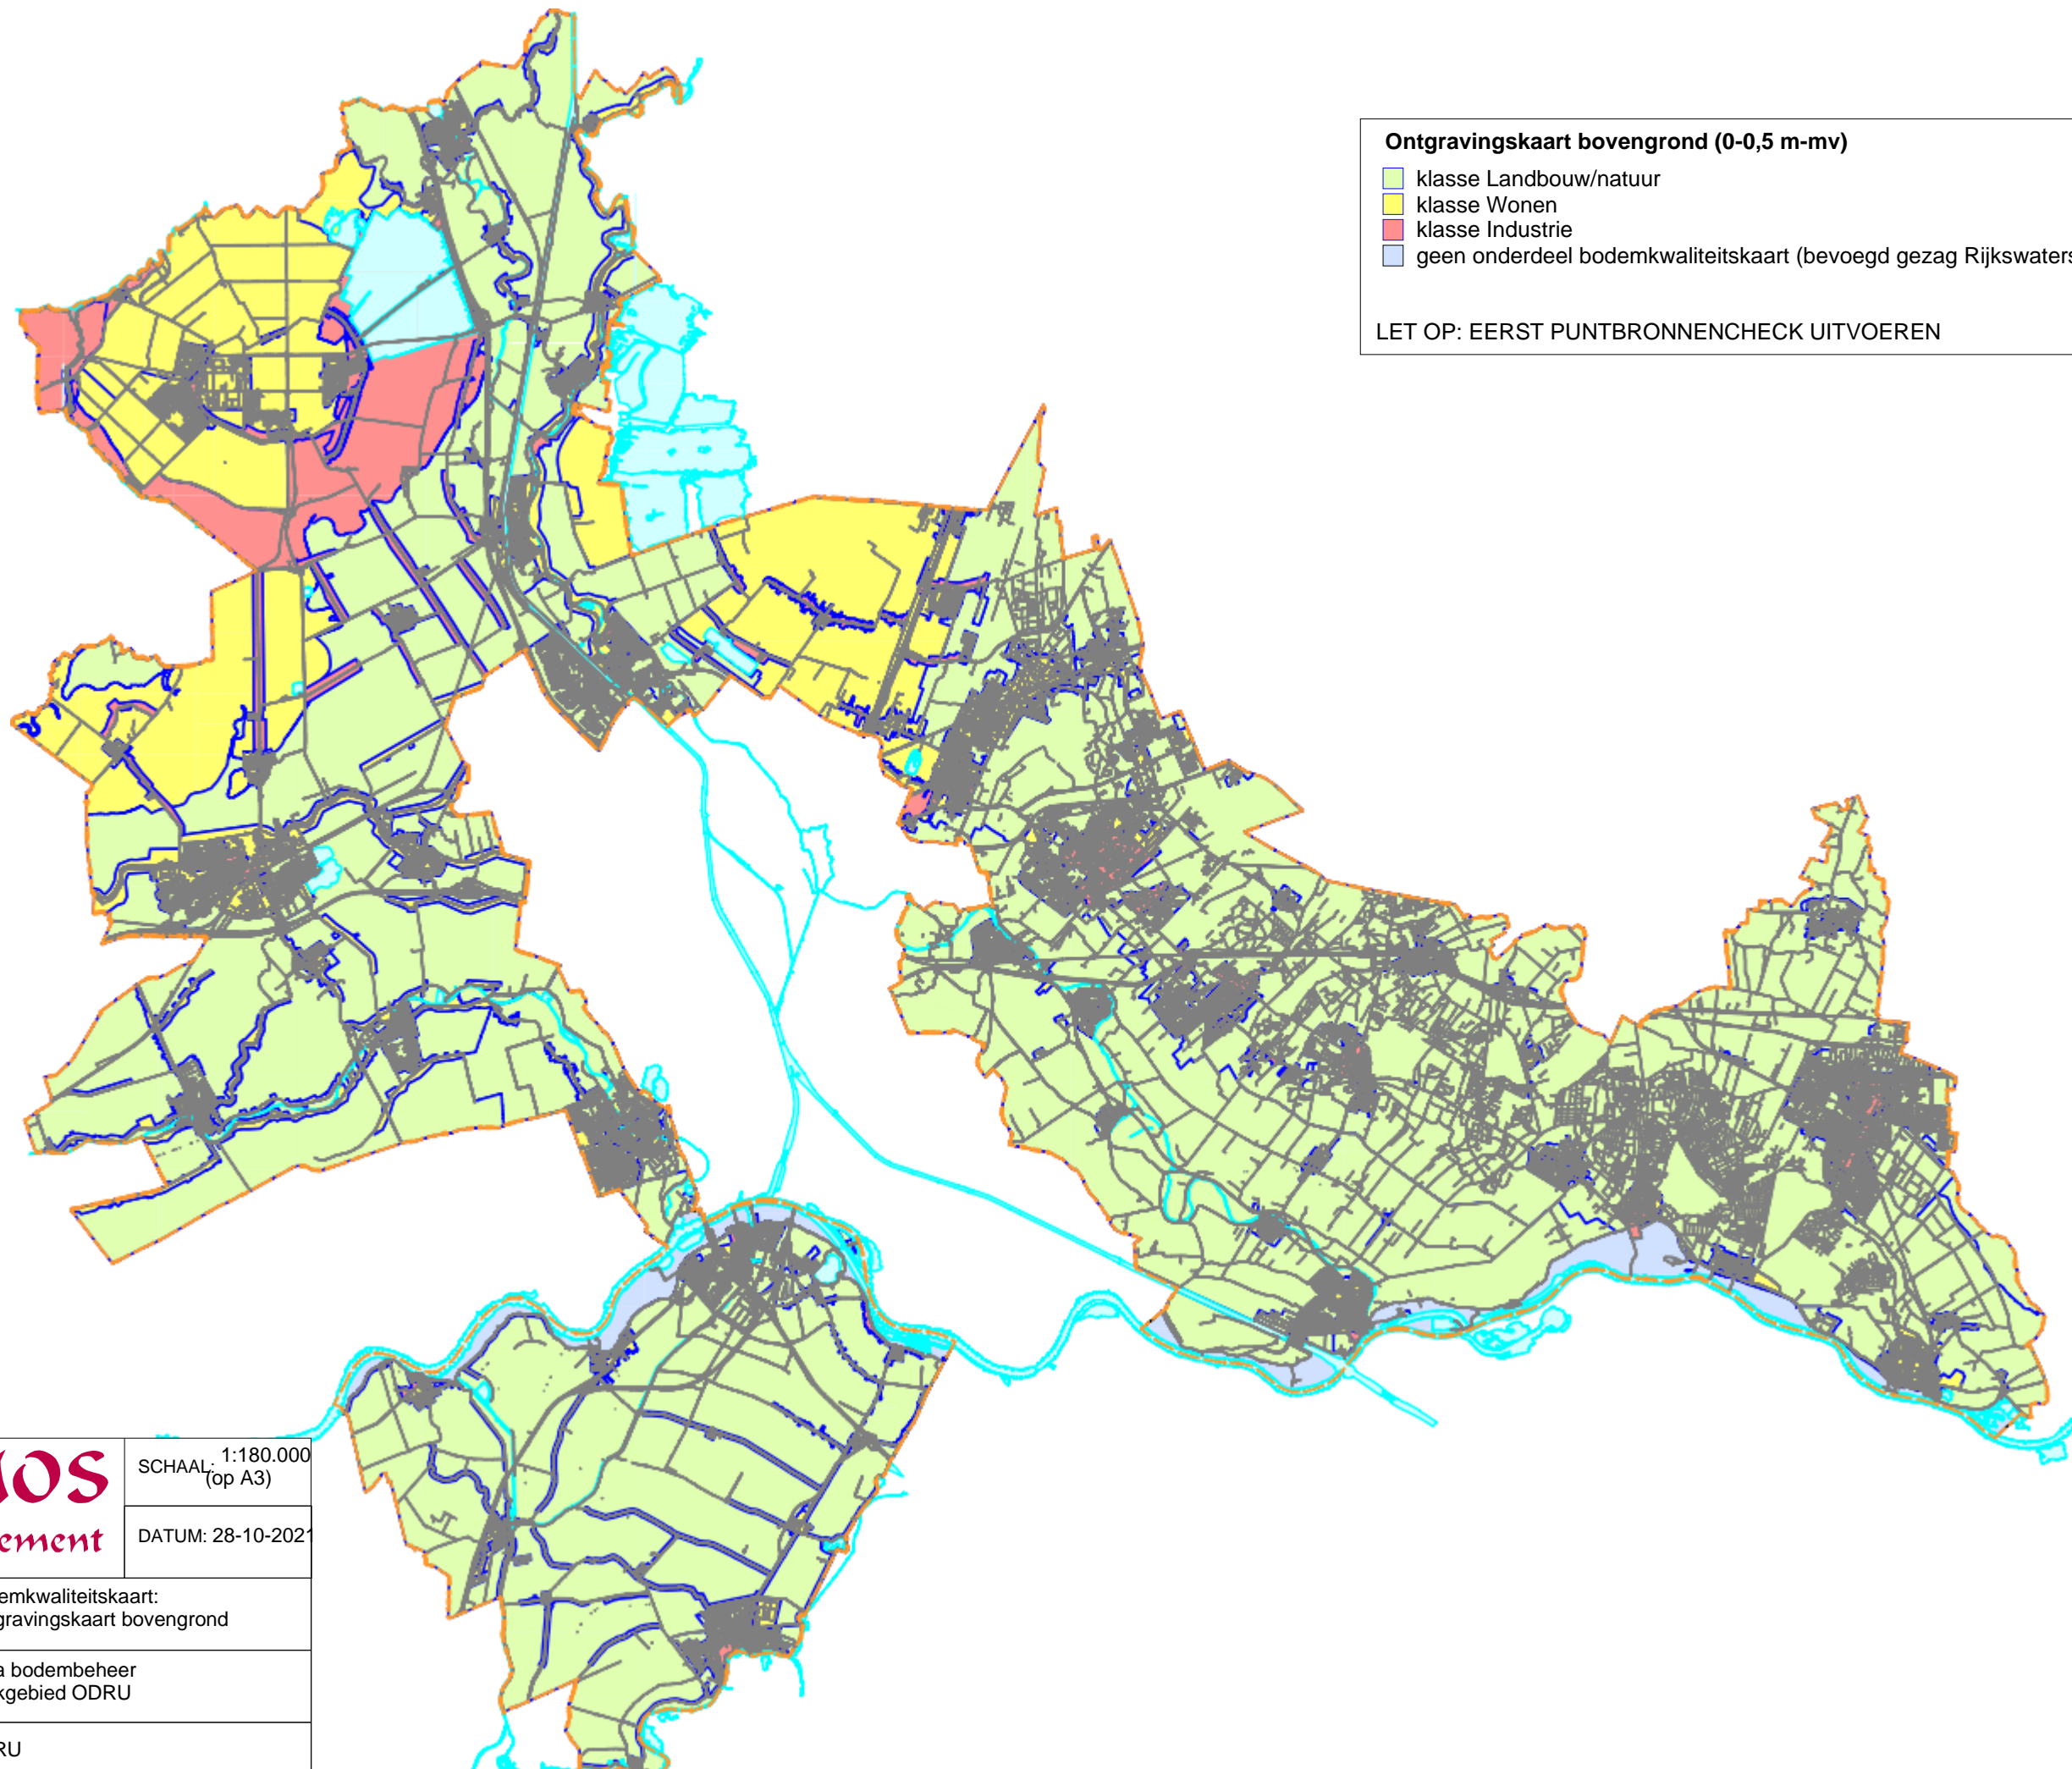 Ontgravingskaart bovengrond (0-0,5 m-mv)
klasse Landbouw/natuur
klasse Wonen
klasse Industrie
geen onderdeel bodemkwaliteitskaart (bevoegd gezag Rijkswaters
LET OP: EERST PUNTBRONNENCHECK UITVOEREN
os
ement
SCHAAL: 1:180.000
(op A3)
DATUM: 28-10-2021
emkwaliteitskaart:
gravingskaart bovengrond
a bodembeheer
kgebied ODRU
RU